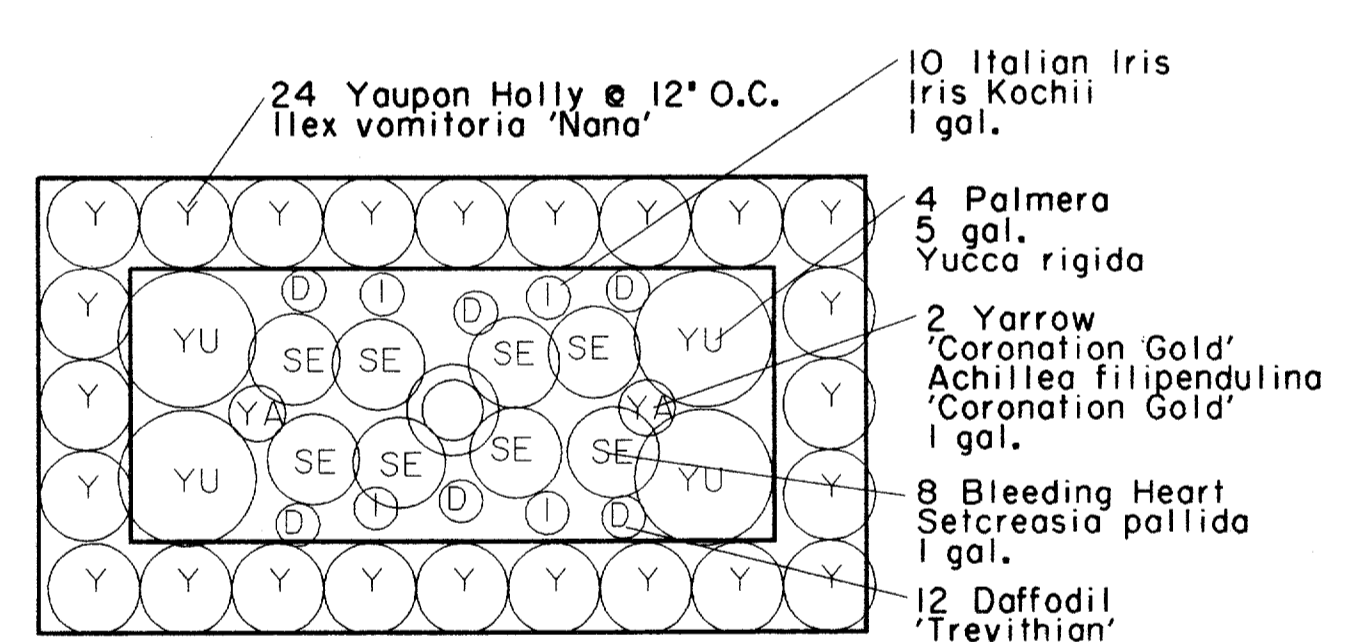 24 Yaupon Holly @ 12" O.C.
Ilex vomitoria 'Nana'
10 Italian Iris
Iris Kochii
1 gal.
4 Palmera
5 gal.
Yucca rigida
2 Yarrow
'Coronation Gold'
Achillea filipendulina
'Coronation Gold'
1 gal.
8 Bleeding Heart
Setcreasia pallida
1 gal.
12 Daffodil
'Trevithian'
Y Y Y Y Y Y Y Y Y
D I D I D
Y Y
YU SE SE SE SE YU
YA YA
Y Y
YU SE SE SE SE YU
Y Y
D I D I D
Y Y Y Y Y Y Y Y Y